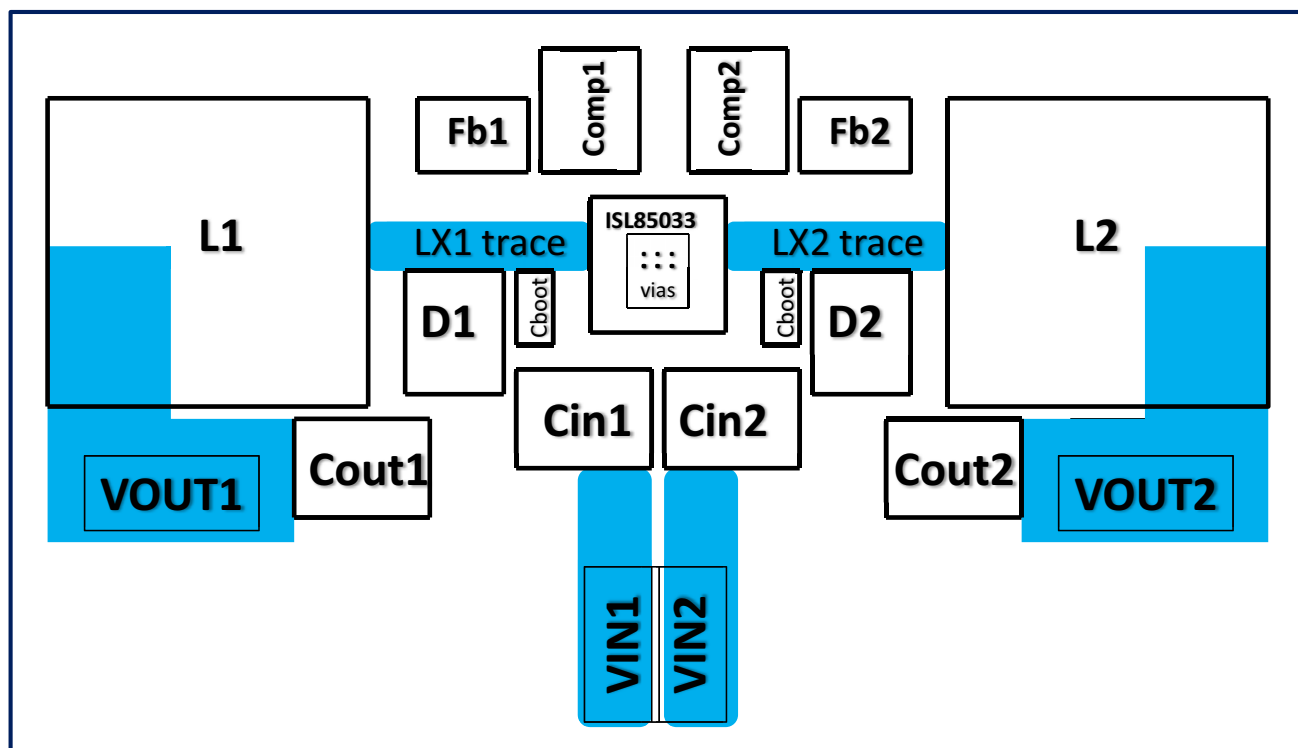 Comp1
Comp2
Fb1
Fb2
L1
ISL85033
L2
LX1 trace
LX2 trace
vias
D1
Cboot
Cboot
D2
Cin1
Cin2
Cout1
Cout2
VOUT1
VOUT2
VIN1
VIN2